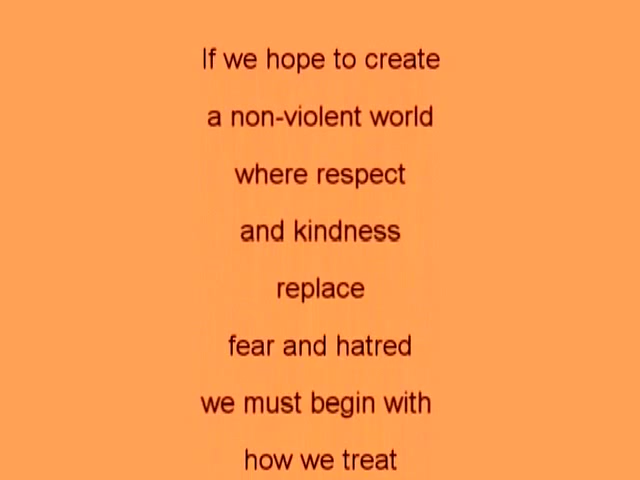 If we hope to create
a non-violent world
where respect
and kindness
replace
fear and hatred
we must begin with
how we treat